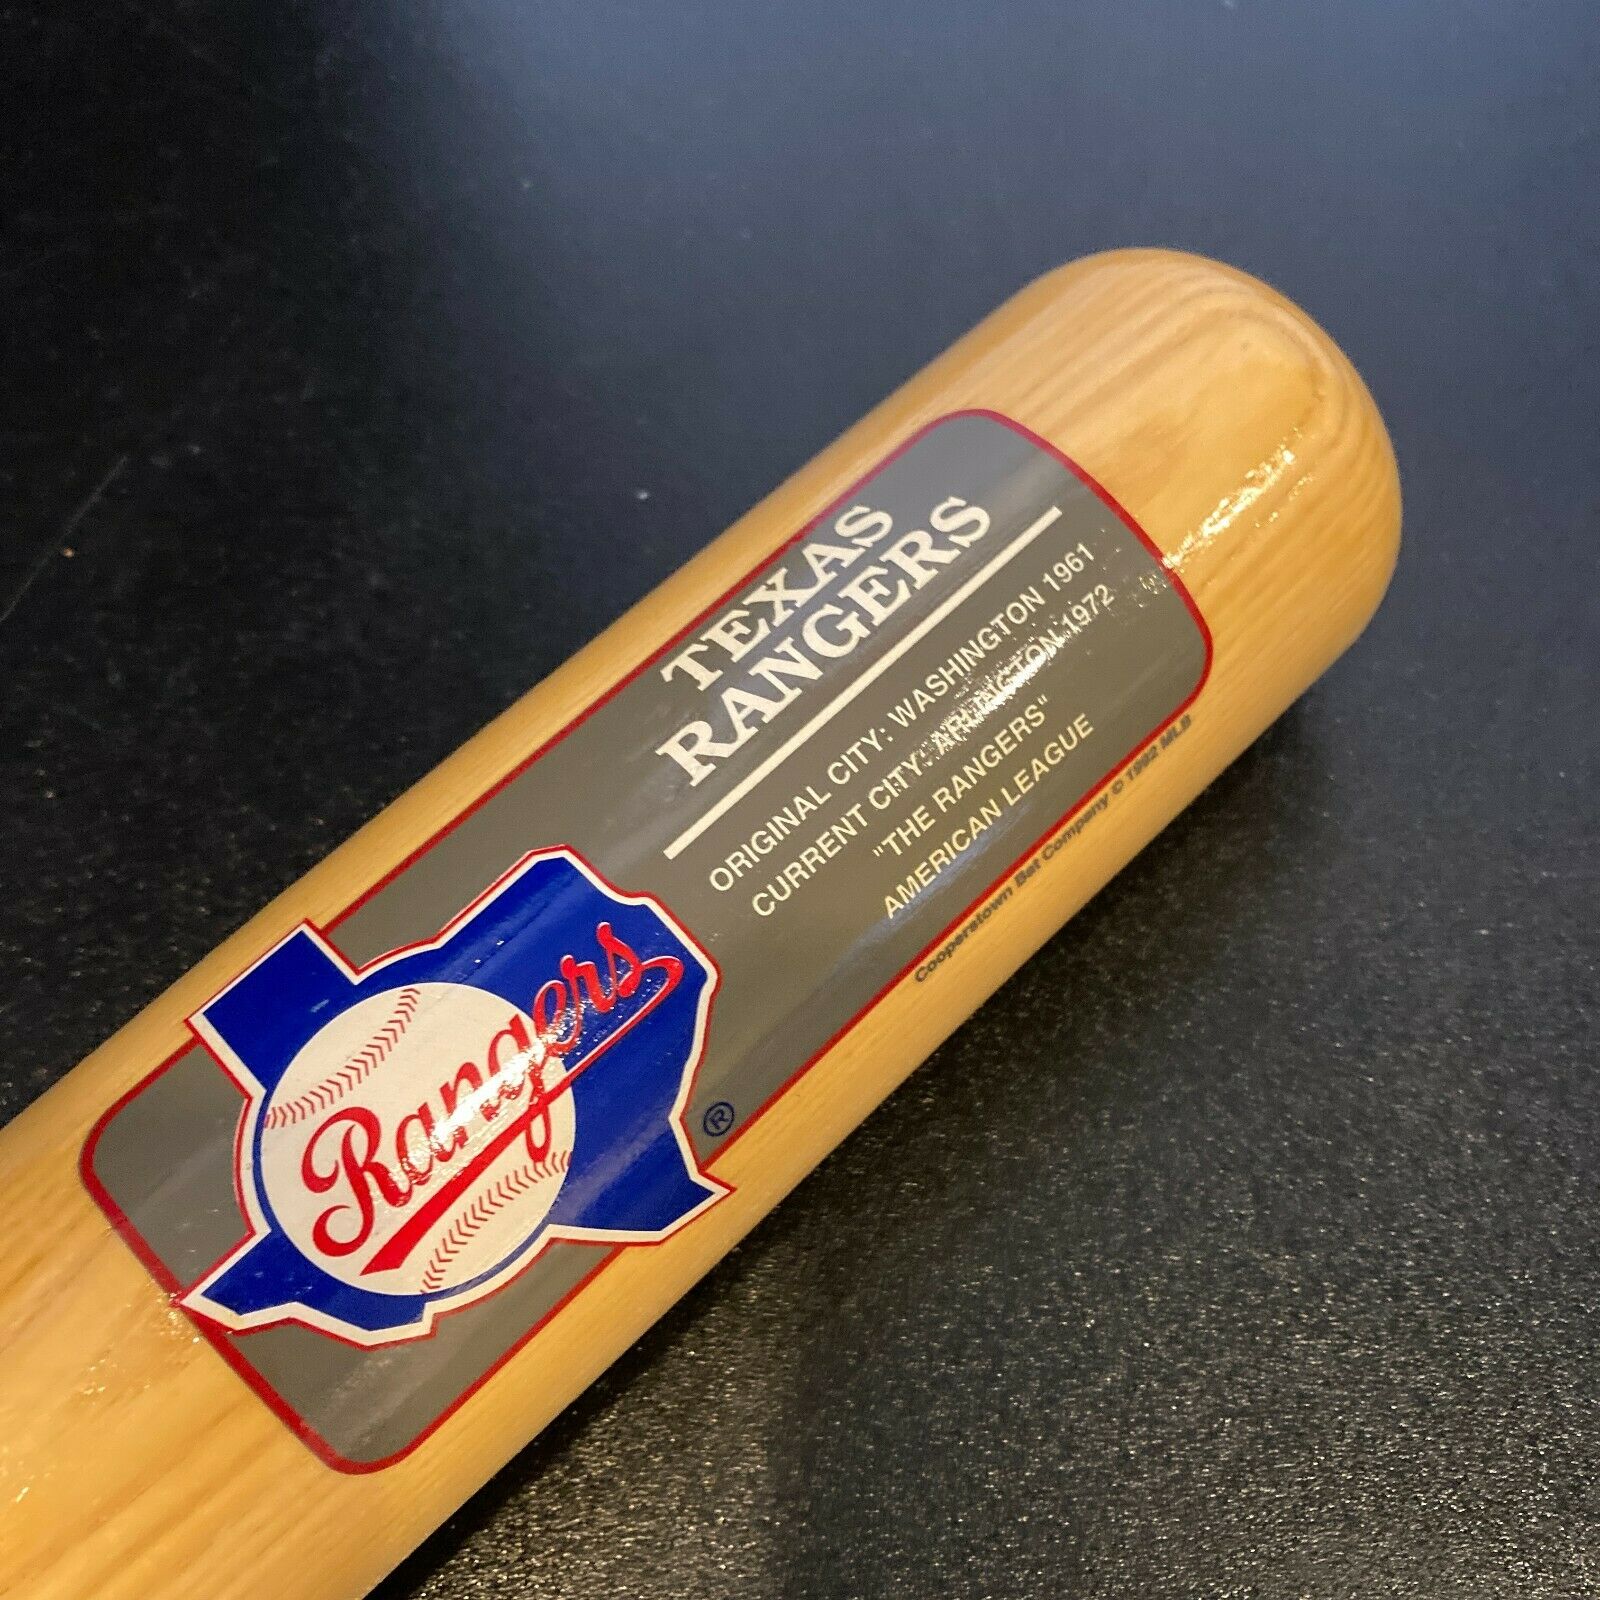 TEXAS
RANGERS
ORIGINAL CITY: WASHINGTON 1961
CURRENT CITY: ARLINGTON 1972
"THE RANGERS"
AMERICAN LEAGUE
Cooperstown Bat Company © 1992 MLB
Rangers
®